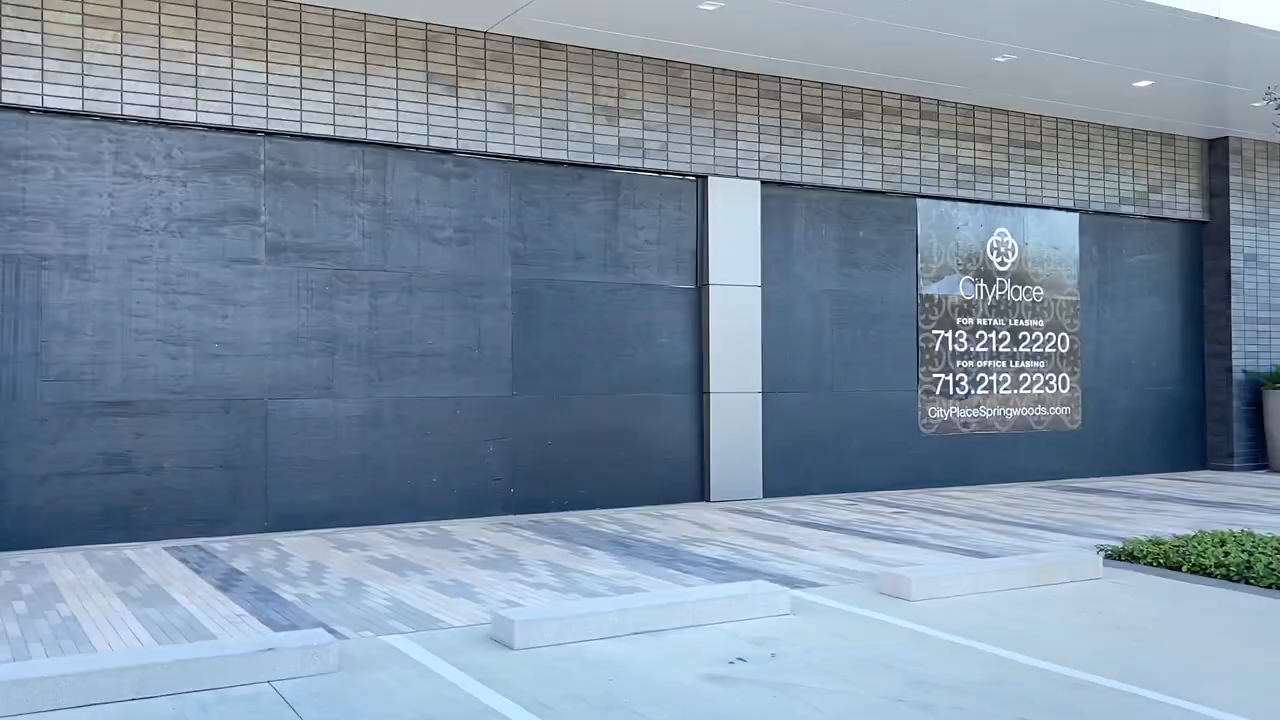 CityPlace
FOR RETAIL LEASING
713.212.2220
FOR OFFICE LEASING
713.212.2230
CityPlaceSpringwoods.com